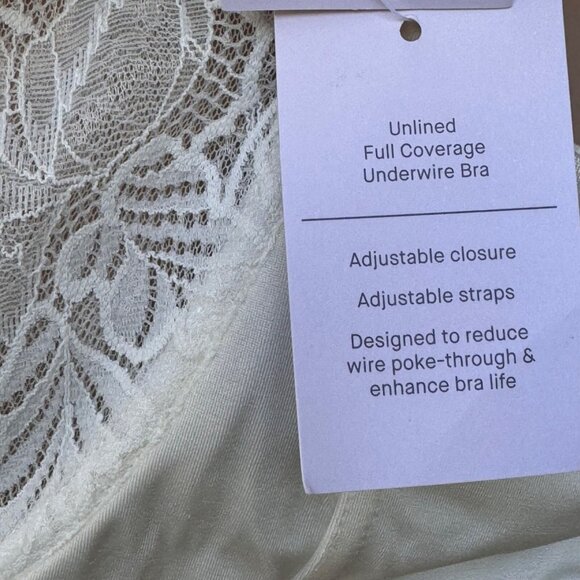 Unlined
Full Coverage
Underwire Bra
Adjustable closure
Adjustable straps
Designed to reduce
wire poke-through &
enhance bra life